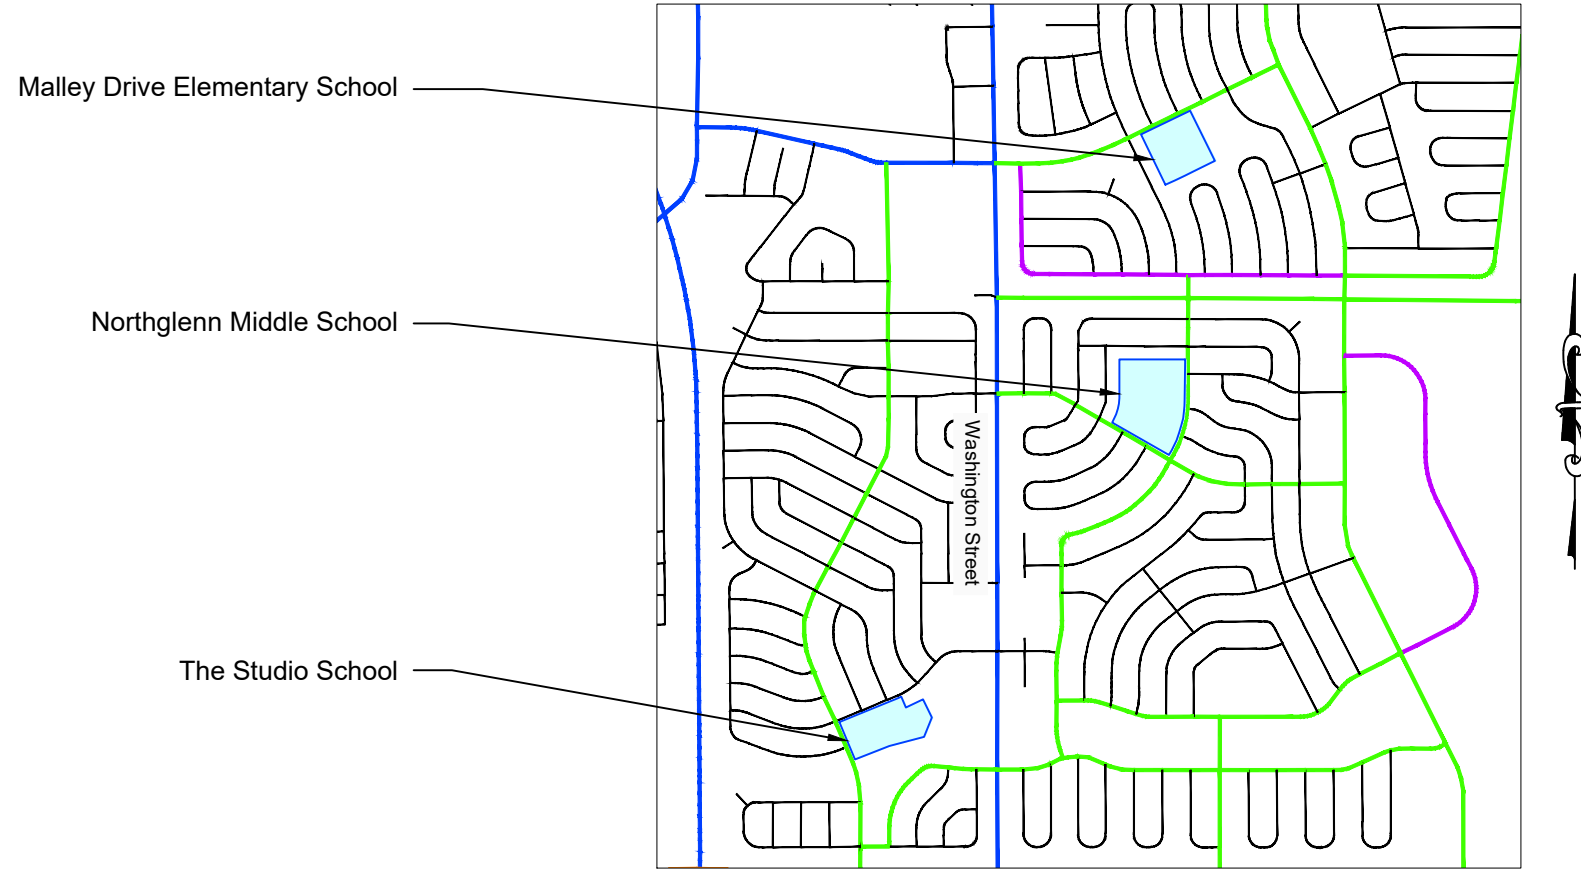 Malley Drive Elementary School
Northglenn Middle School
Washington Street
The Studio School